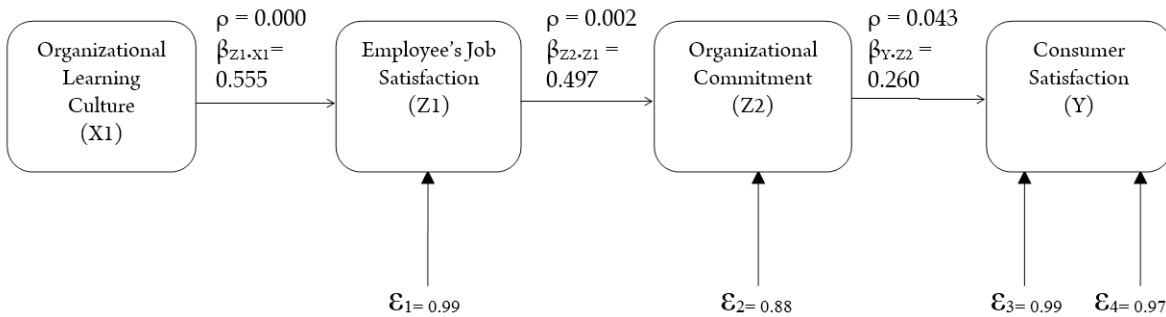 ρ = 0.000
β_Z1.X1=
0.555
ρ = 0.002
β_Z2.Z1 =
0.497
ρ = 0.043
β_Y.Z2 =
0.260
Organizational
Learning
Culture
(X1)
Employee's Job
Satisfaction
(Z1)
Organizational
Commitment
(Z2)
Consumer
Satisfaction
(Y)
ε1= 0.99
ε2= 0.88
ε3= 0.99
ε4= 0.97